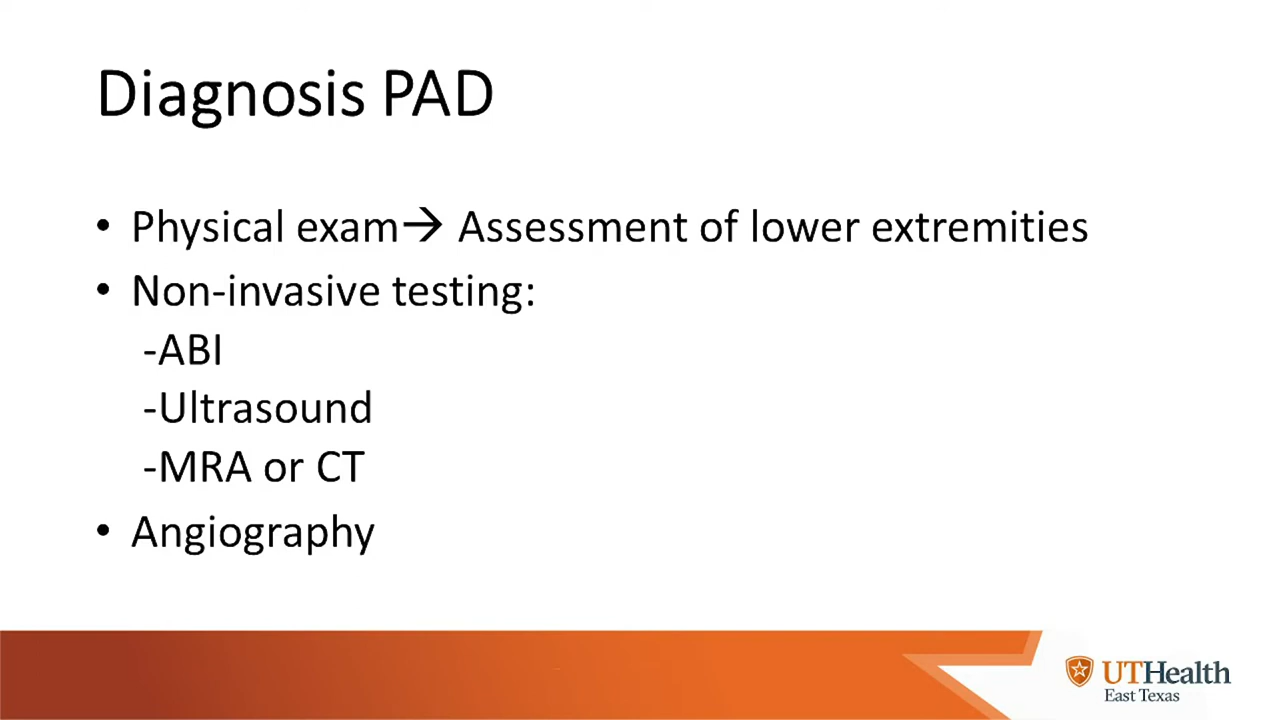 Diagnosis PAD
• Physical exam→ Assessment of lower extremities
• Non-invasive testing:
-ABI
-Ultrasound
-MRA or CT
• Angiography
UTHealth
East Texas